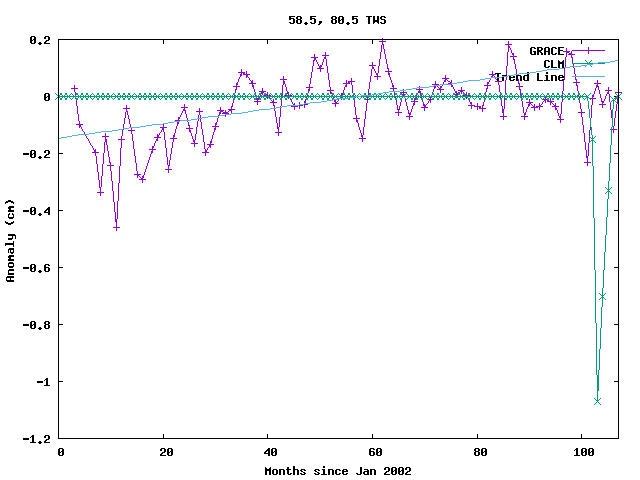 58.5, 80.5 TWS
GRACE
CLM
Trend Line
0.2
0
-0.2
-0.4
-0.6
-0.8
-1
-1.2
Anomaly (cm)
0 20 40 60 80 100
Months since Jan 2002